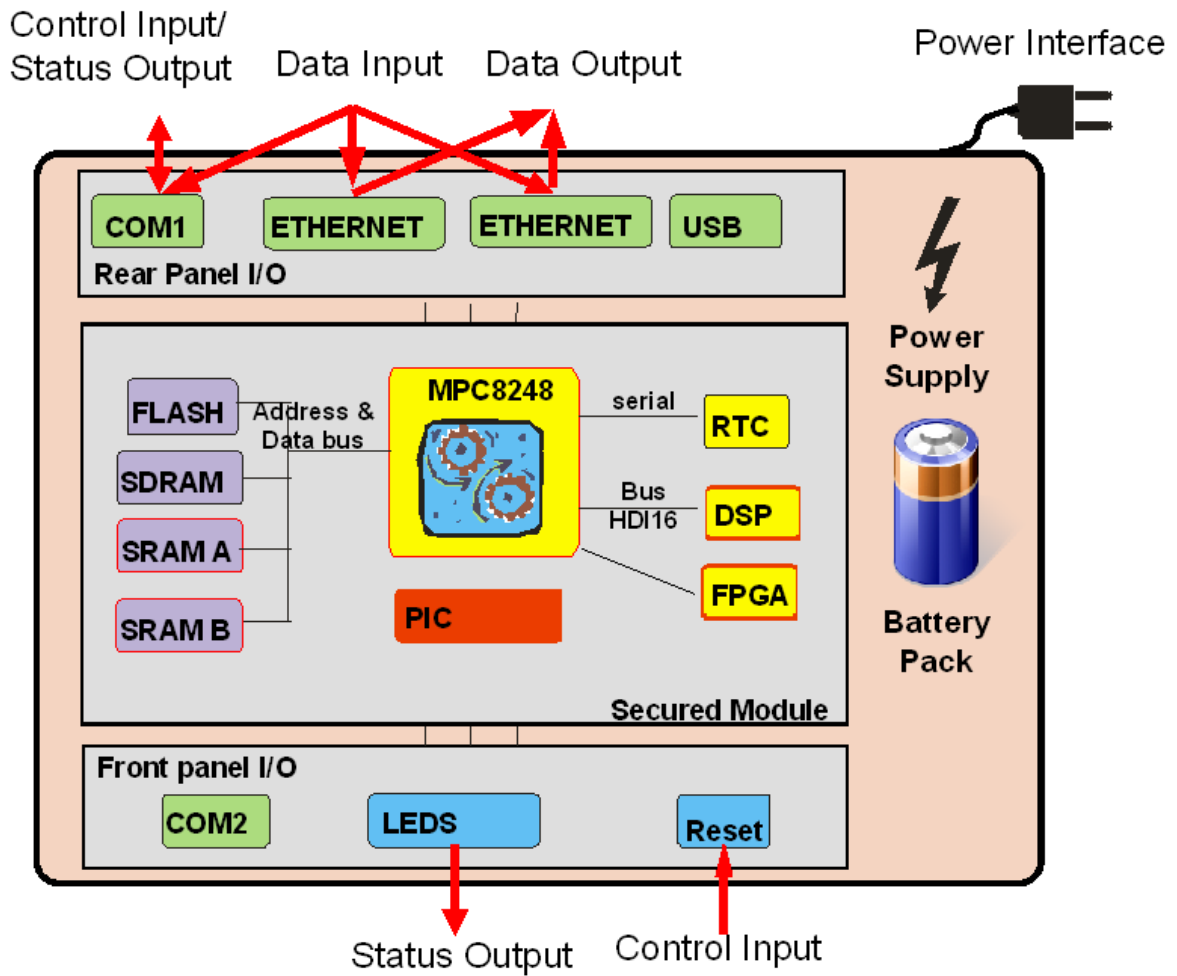 Control Input/
Status Output
Data Input
Data Output
Power Interface
COM1
ETHERNET
ETHERNET
USB
Rear Panel I/O
Power
Supply
MPC8248
FLASH
Address &
Data bus
serial
RTC
SDRAM
Bus
HDI16
DSP
SRAM A
FPGA
PIC
SRAM B
Battery
Pack
Secured Module
Front panel I/O
COM2
LEDS
Reset
Status Output
Control Input